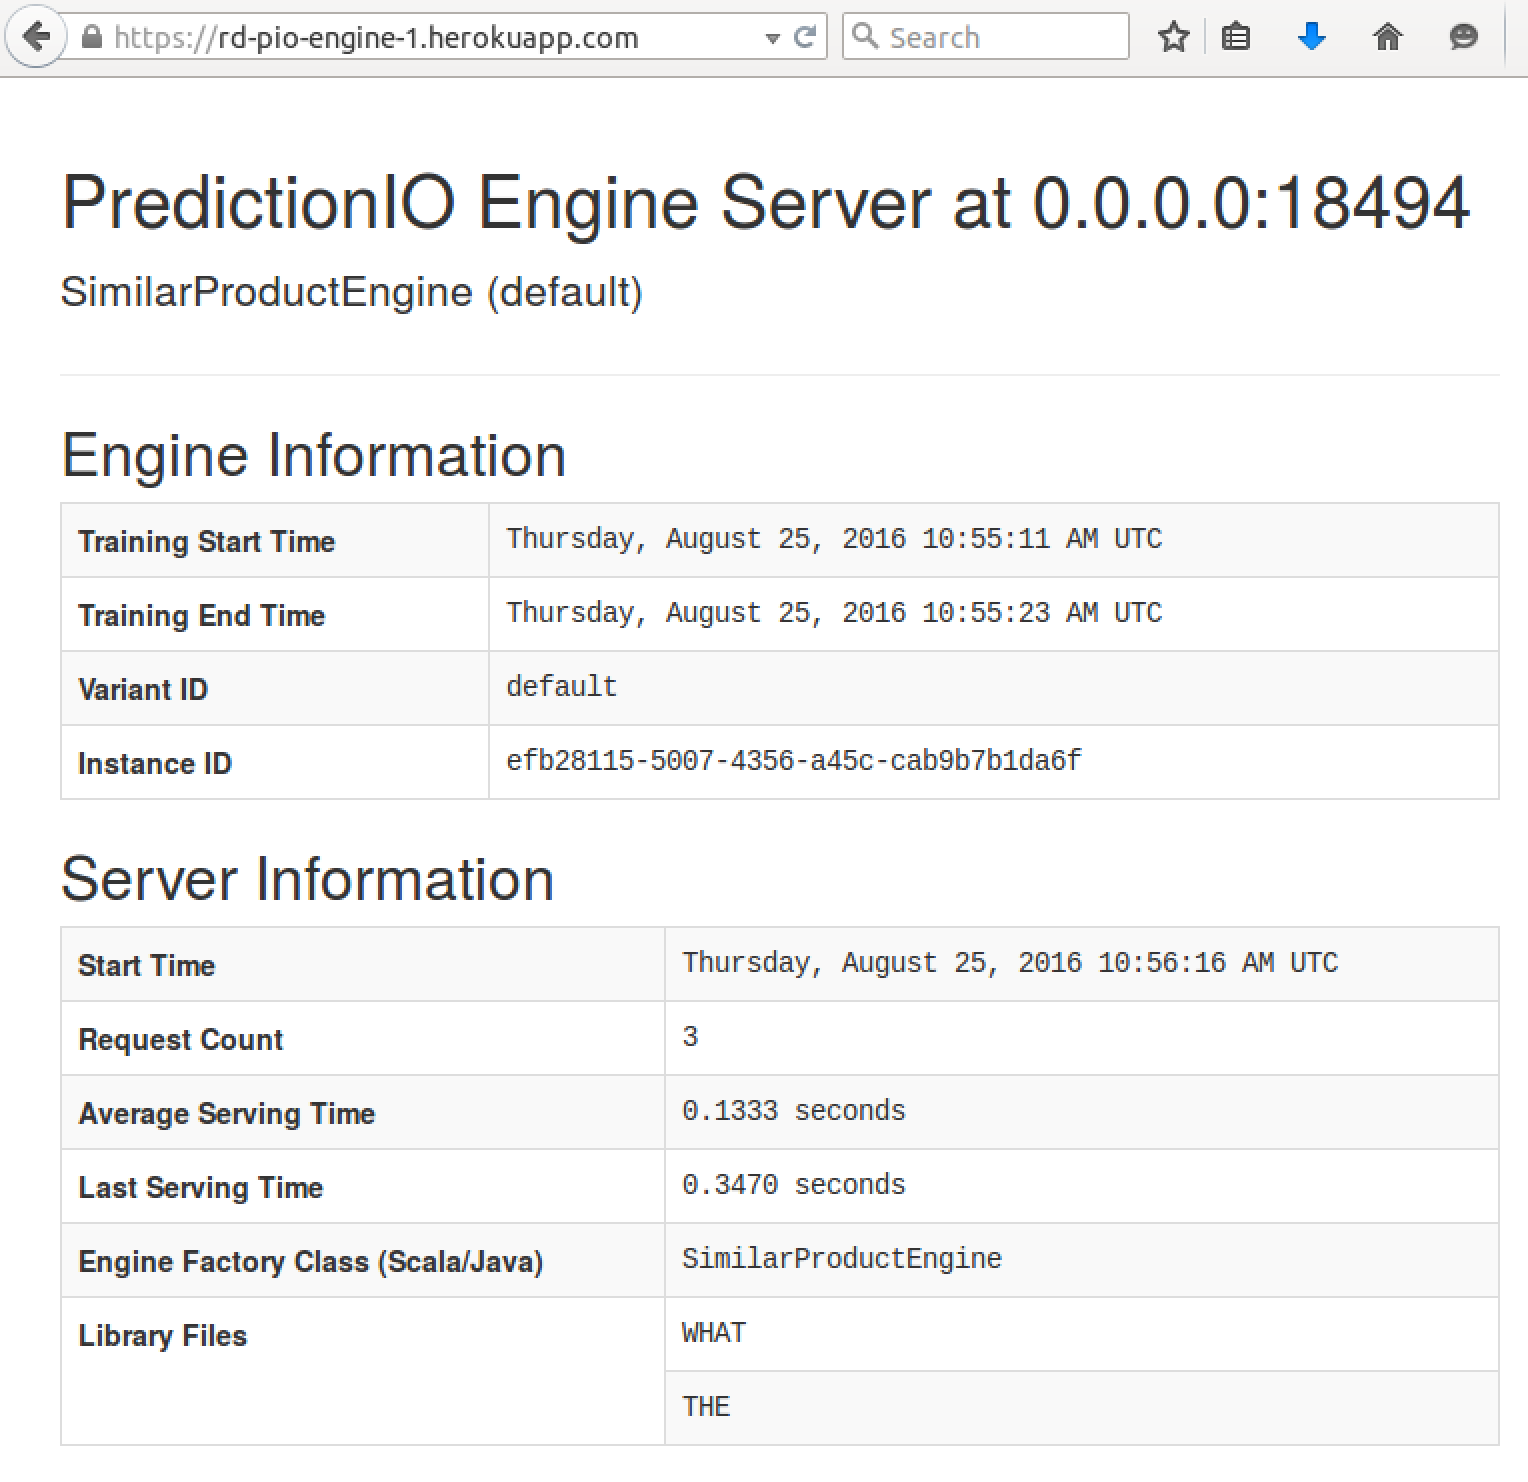 https://rd-pio-engine-1.herokuapp.com Search
PredictionIO Engine Server at 0.0.0.0:18494
SimilarProductEngine (default)
Engine Information
Training Start Time Thursday, August 25, 2016 10:55:11 AM UTC
Training End Time Thursday, August 25, 2016 10:55:23 AM UTC
Variant ID default
Instance ID efb28115-5007-4356-a45c-cab9b7b1da6f
Server Information
Start Time Thursday, August 25, 2016 10:56:16 AM UTC
Request Count 3
Average Serving Time 0.1333 seconds
Last Serving Time 0.3470 seconds
Engine Factory Class (Scala/Java) SimilarProductEngine
Library Files WHAT
THE